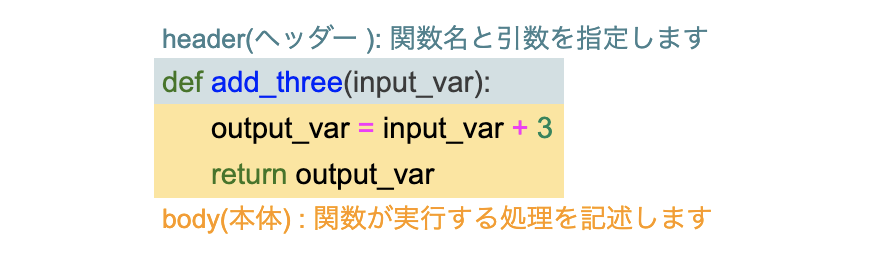 header(ヘッダー ): 関数名と引数を指定します
def add_three(input_var):
output_var = input_var + 3
return output_var
body(本体) : 関数が実行する処理を記述します